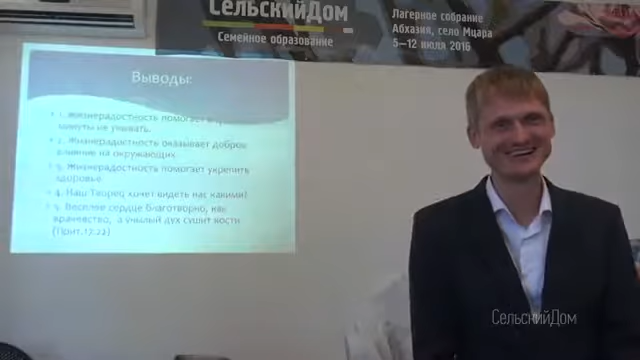 СельскийДом
Семейное образование
Лагерное собрание
Абхазия, село Мцара
5–12 июля 2016
Выводы:
1. Жизнерадостность помогает в
минуты не унывать.
2. Жизнерадостность оказывает доброе
влияние на окружающих.
3. Жизнерадостность помогает укрепить
здоровье.
4. Наш Творец хочет видеть нас такими!
5. Веселое сердце благотворно, как
врачевство, а унылый дух сушит кости
(Прит.17:22)
СельскийДом